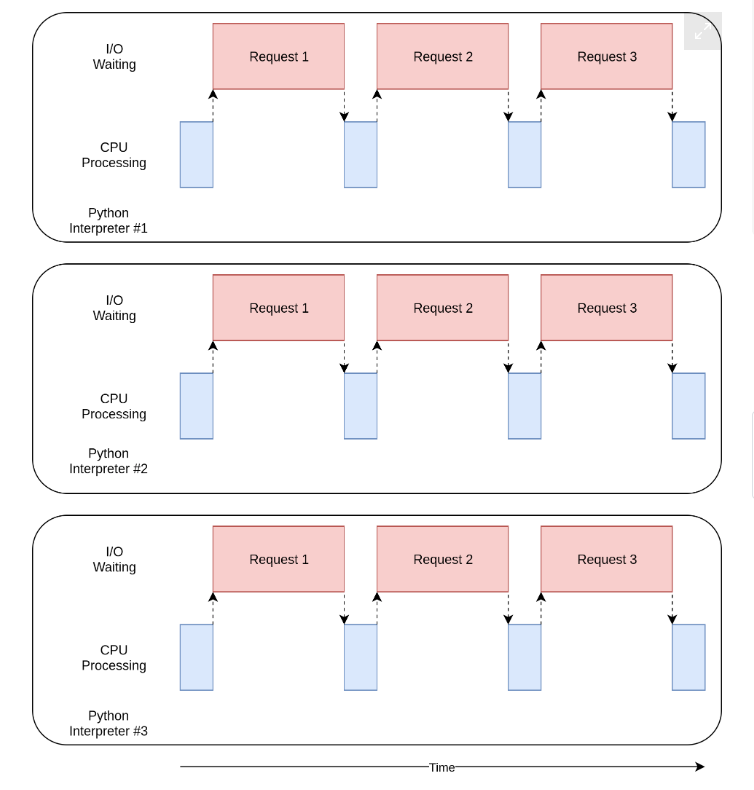 I/O
Waiting
Request 1
Request 2
Request 3
CPU
Processing
Python
Interpreter #1
I/O
Waiting
Request 1
Request 2
Request 3
CPU
Processing
Python
Interpreter #2
I/O
Waiting
Request 1
Request 2
Request 3
CPU
Processing
Python
Interpreter #3
Time